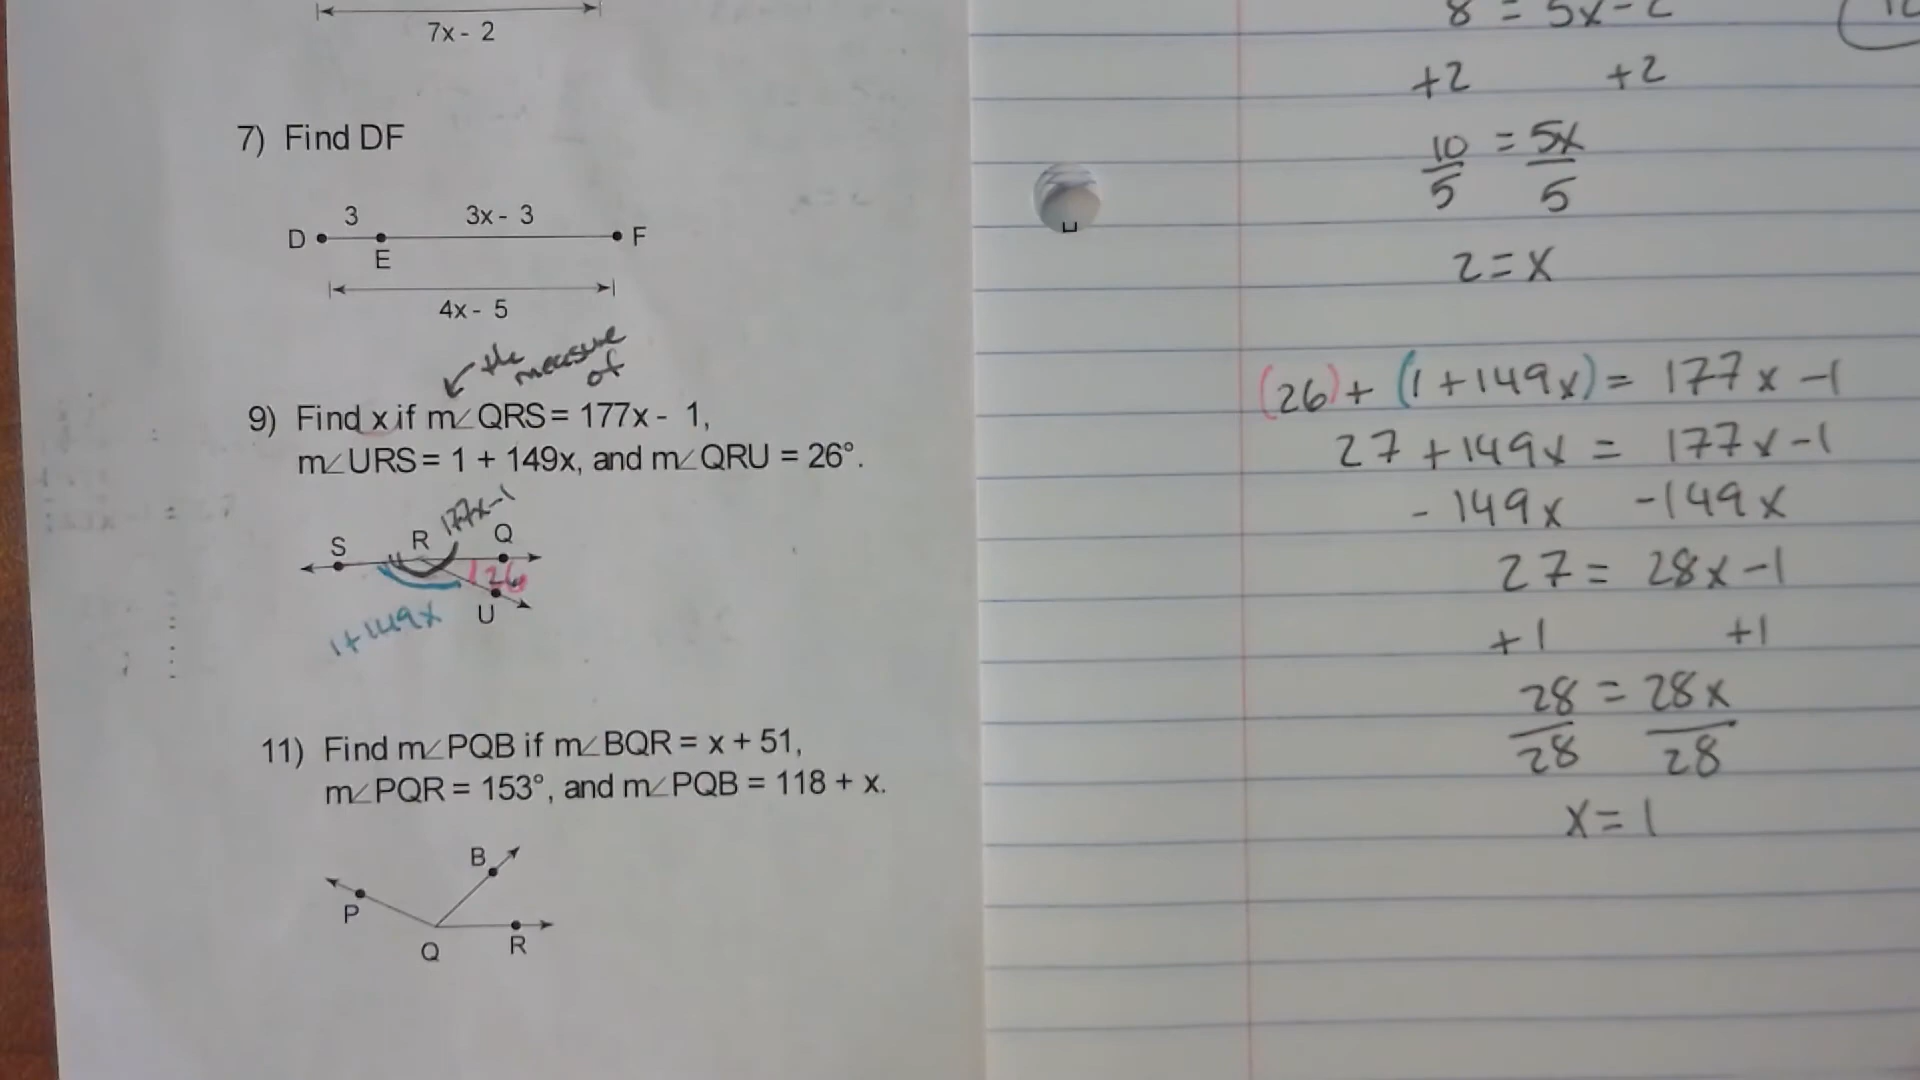 7x - 2
7) Find DF
3
3x - 3
D
E
F
4x - 5
the
measure
of
9) Find x if m∠QRS = 177x - 1,
m∠URS = 1 + 149x, and m∠QRU = 26°.
177x-1
S
R
Q
26
U
1+149x
11) Find m∠PQB if m∠BQR = x + 51,
m∠PQR = 153°, and m∠PQB = 118 + x.
B
P
Q
R
+2 +2
10 = 5x
5 5
2 = x
(26) + (1 + 149x) = 177x - 1
27 + 149x = 177x - 1
- 149x - 149x
27 = 28x - 1
+ 1 + 1
28 = 28x
28 28
x = 1